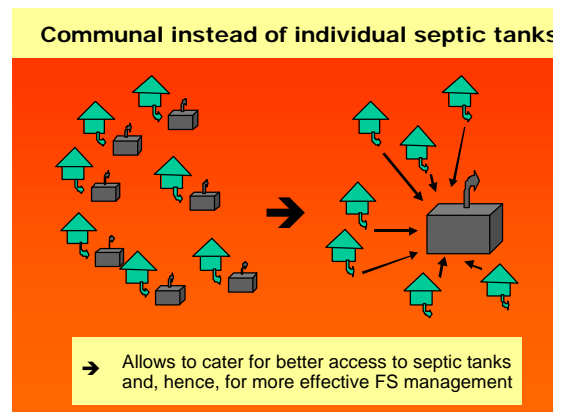 Communal instead of individual septic tanks
➔ Allows to cater for better access to septic tanks
and, hence, for more effective FS management